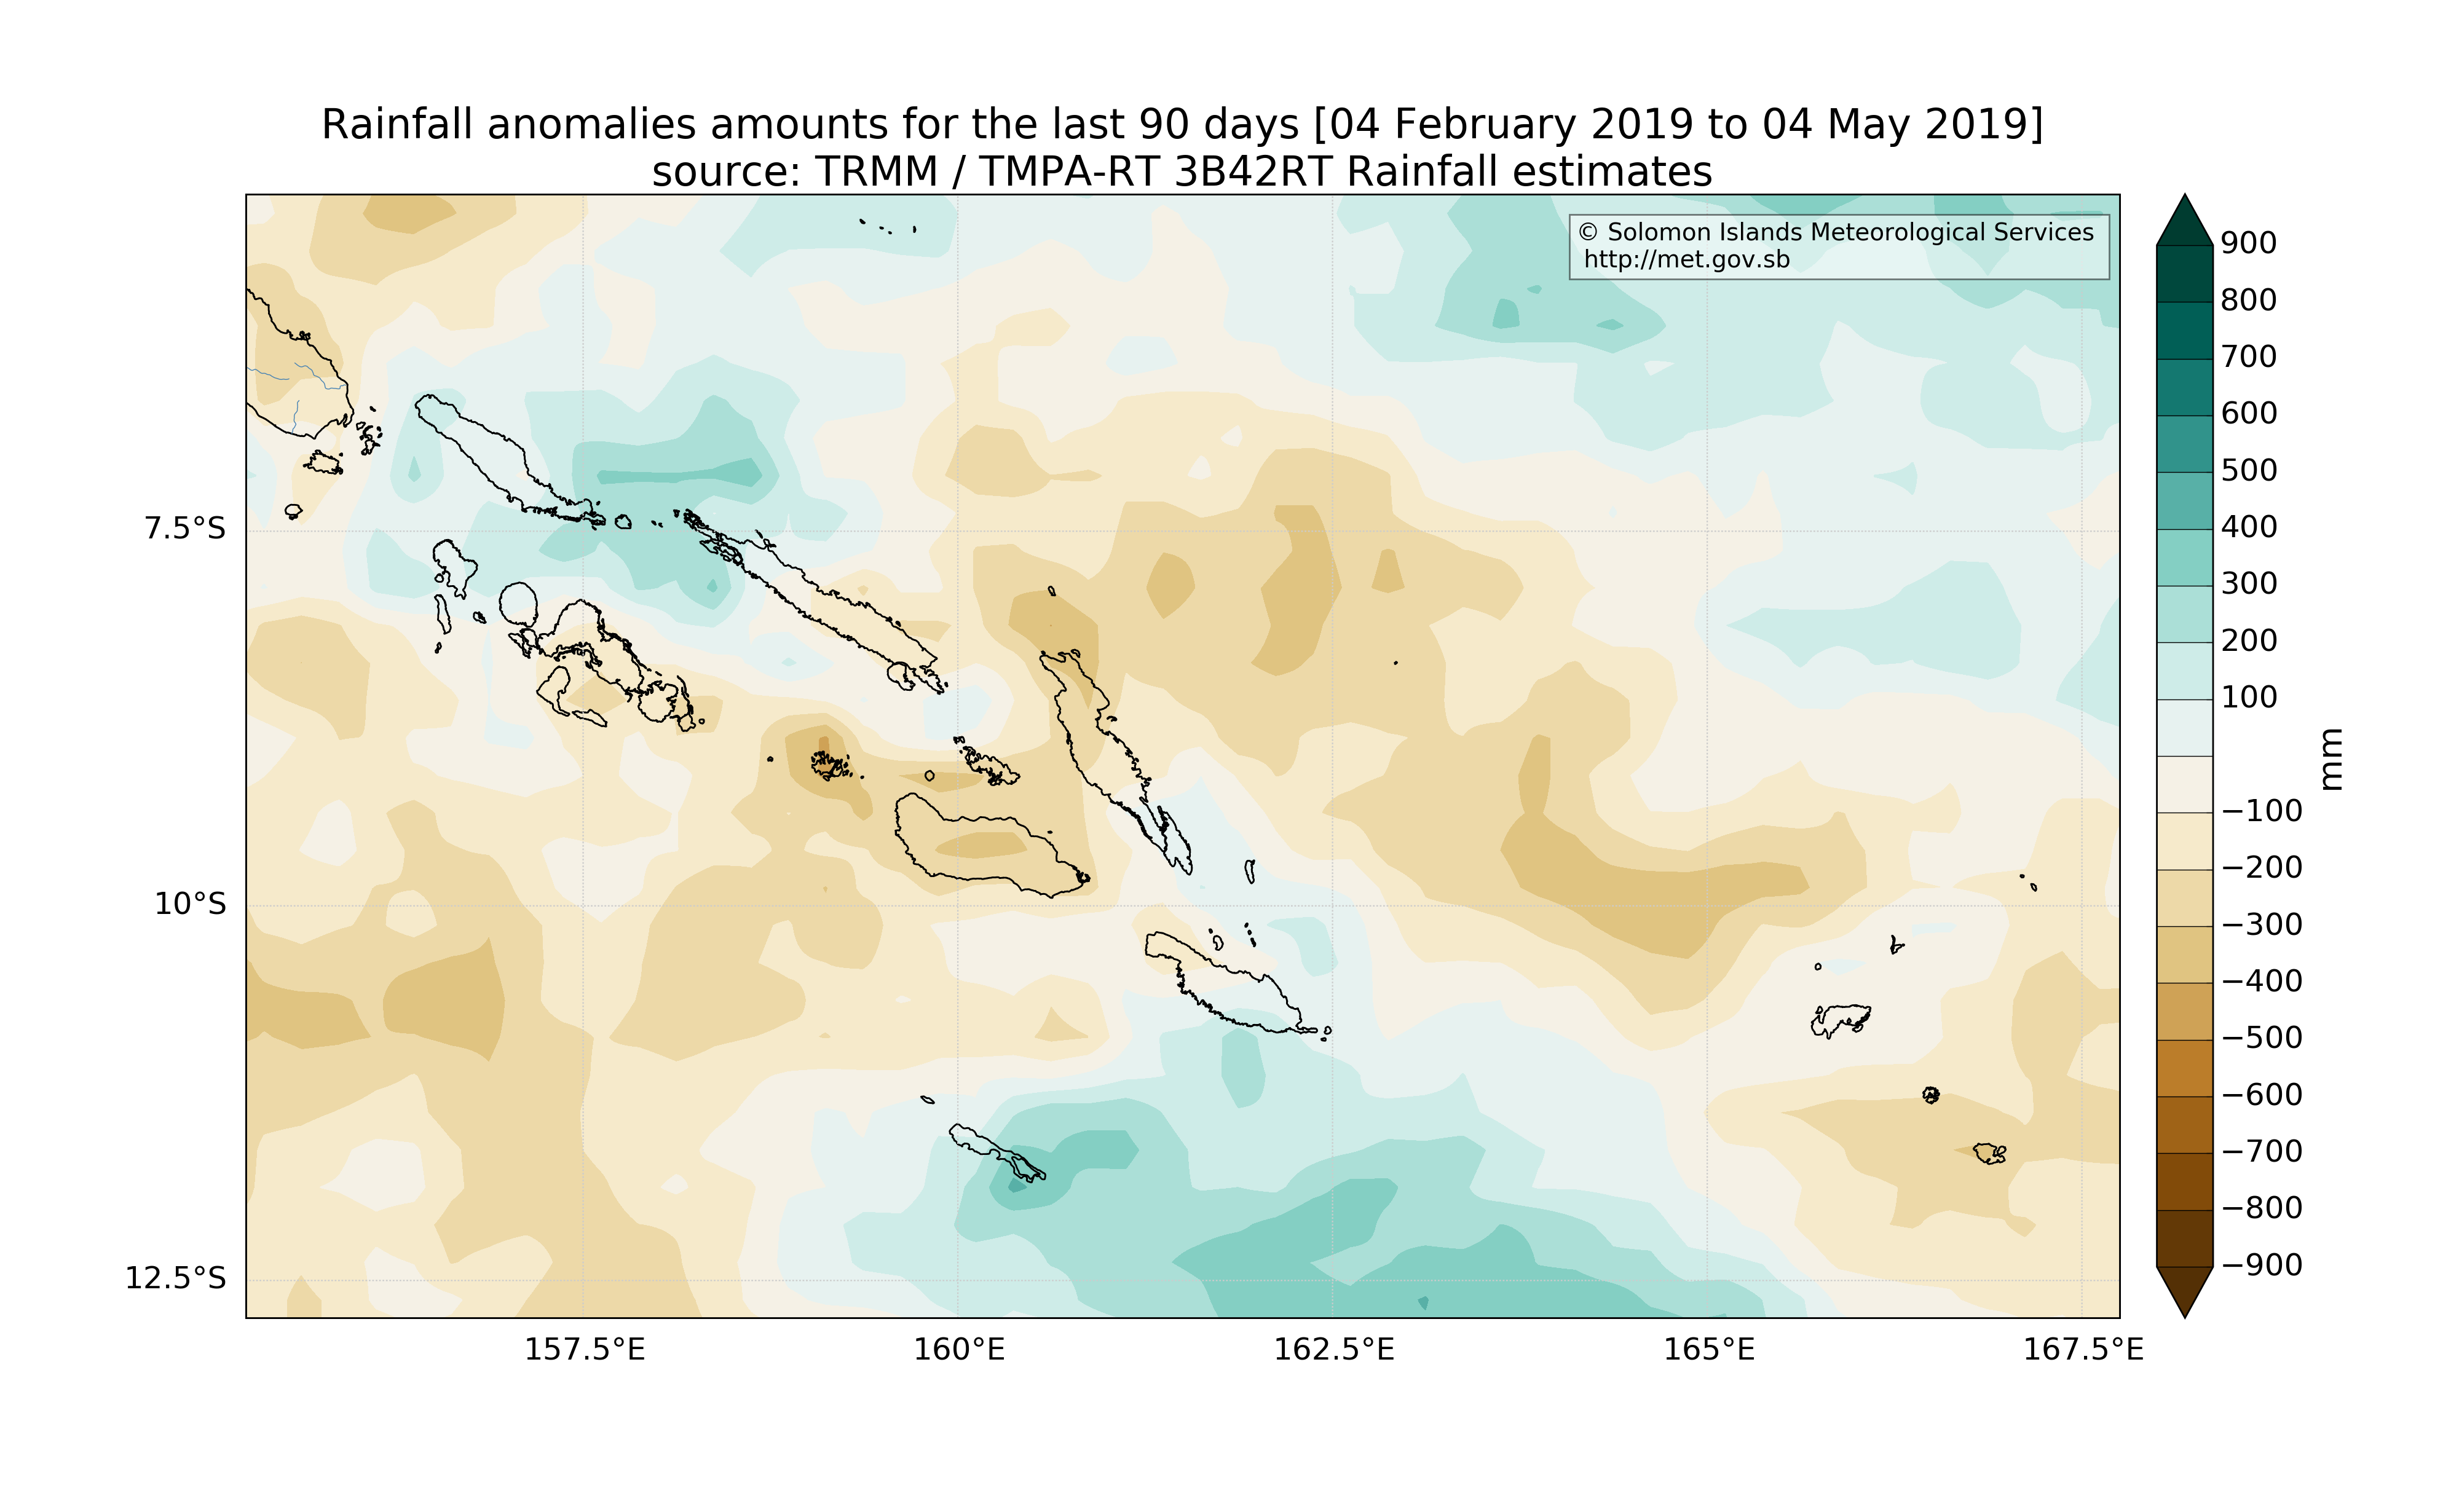 Rainfall anomalies amounts for the last 90 days [04 February 2019 to 04 May 2019]
source: TRMM / TMPA-RT 3B42RT Rainfall estimates
© Solomon Islands Meteorological Services
http://met.gov.sb
7.5°S
10°S
12.5°S
157.5°E
160°E
162.5°E
165°E
167.5°E
900
800
700
600
500
400
300
200
100
−100
−200
−300
−400
−500
−600
−700
−800
−900
mm